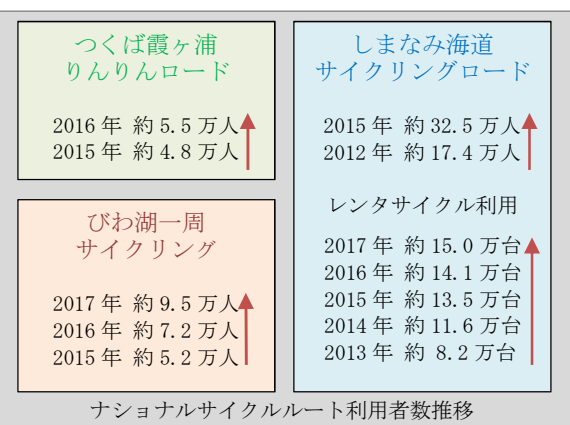 つくば霞ヶ浦
りんりんロード
2016年 約5.5万人
2015年 約4.8万人
びわ湖一周
サイクリング
2017年 約9.5万人
2016年 約7.2万人
2015年 約5.2万人
しまなみ海道
サイクリングロード
2015年 約32.5万人
2012年 約17.4万人
レンタサイクル利用
2017年 約15.0万台
2016年 約14.1万台
2015年 約13.5万台
2014年 約11.6万台
2013年 約 8.2万台
ナショナルサイクルルート利用者数推移